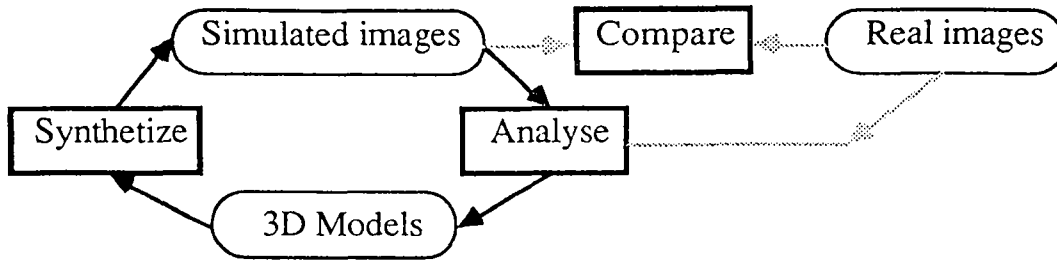 Simulated images
Compare
Real images
Synthetize
Analyse
3D Models